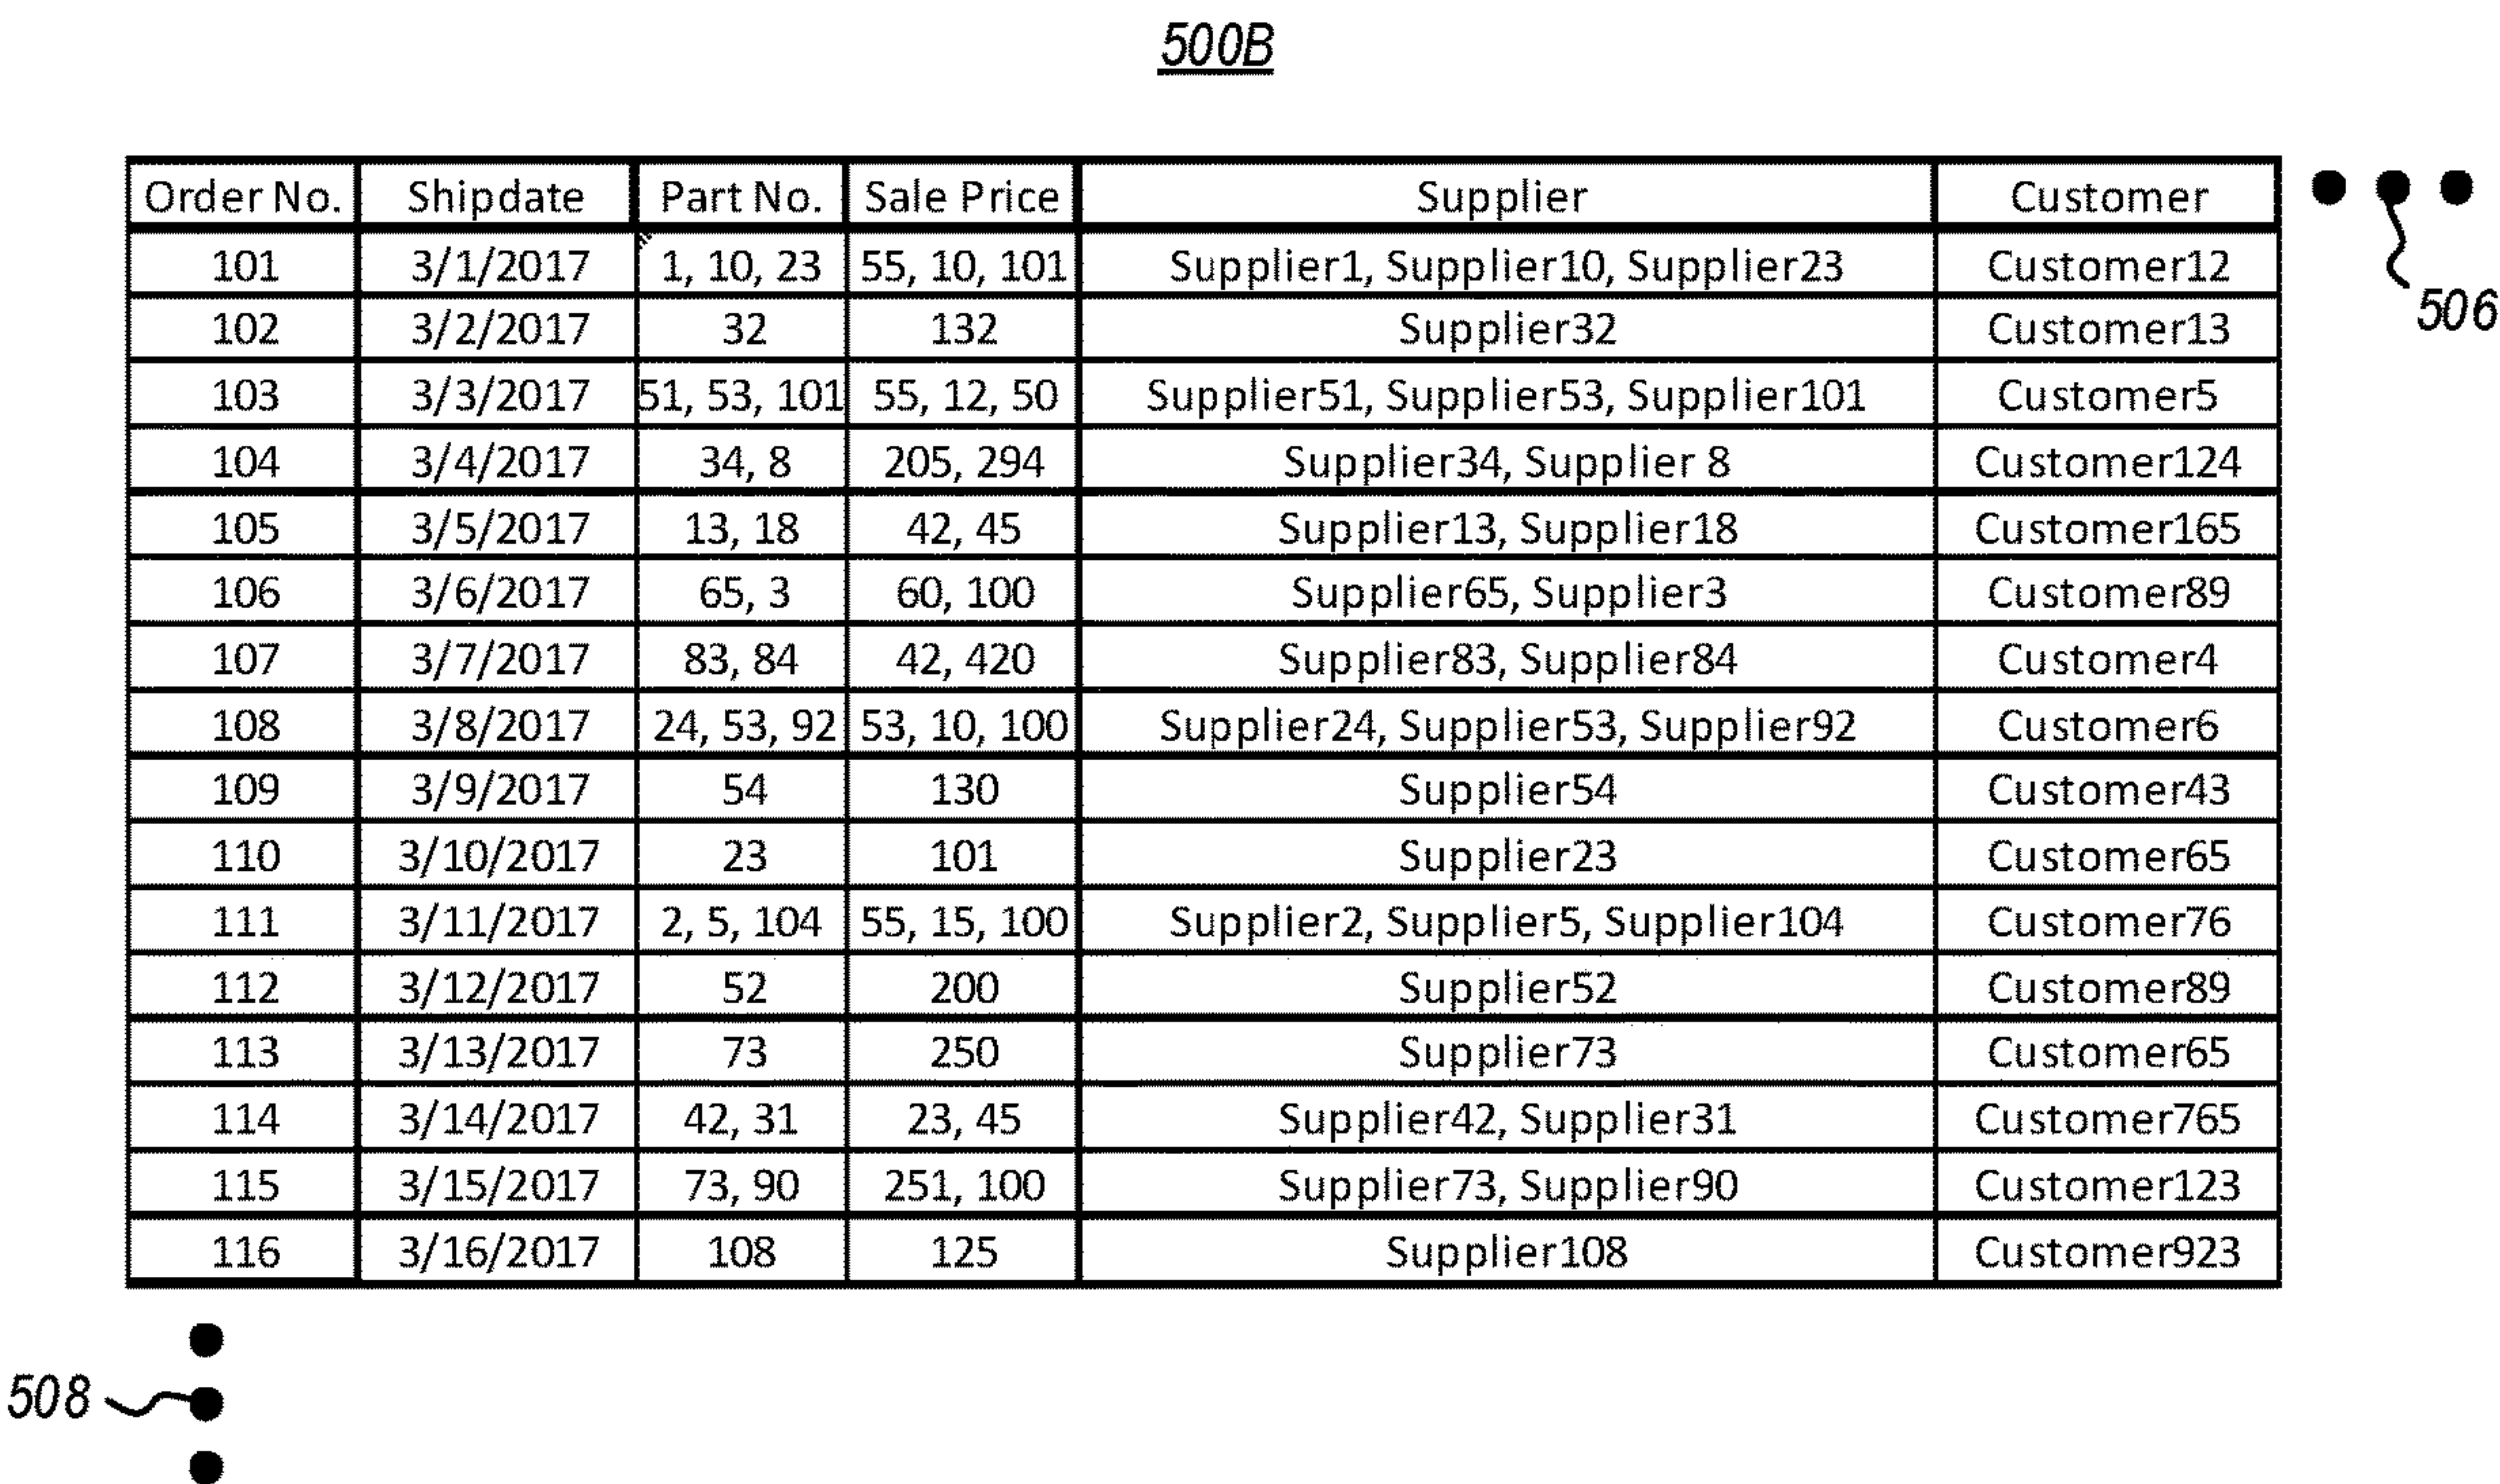 500B
Order No. Shipdate Part No. Sale Price Supplier Customer
101 3/1/2017 1, 10, 23 55, 10, 101 Supplier1, Supplier10, Supplier23 Customer12
506
102 3/2/2017 32 132 Supplier32 Customer13
103 3/3/2017 51, 53, 101 55, 12, 50 Supplier51, Supplier53, Supplier101 Customer5
104 3/4/2017 34, 8 205, 294 Supplier34, Supplier 8 Customer124
105 3/5/2017 13, 18 42, 45 Supplier13, Supplier18 Customer165
106 3/6/2017 65, 3 60, 100 Supplier65, Supplier3 Customer89
107 3/7/2017 83, 84 42, 420 Supplier83, Supplier84 Customer4
108 3/8/2017 24, 53, 92 53, 10, 100 Supplier24, Supplier53, Supplier92 Customer6
109 3/9/2017 54 130 Supplier54 Customer43
110 3/10/2017 23 101 Supplier23 Customer65
111 3/11/2017 2, 5, 104 55, 15, 100 Supplier2, Supplier5, Supplier104 Customer76
112 3/12/2017 52 200 Supplier52 Customer89
113 3/13/2017 73 250 Supplier73 Customer65
114 3/14/2017 42, 31 23, 45 Supplier42, Supplier31 Customer765
115 3/15/2017 73, 90 251, 100 Supplier73, Supplier90 Customer123
116 3/16/2017 108 125 Supplier108 Customer923
508